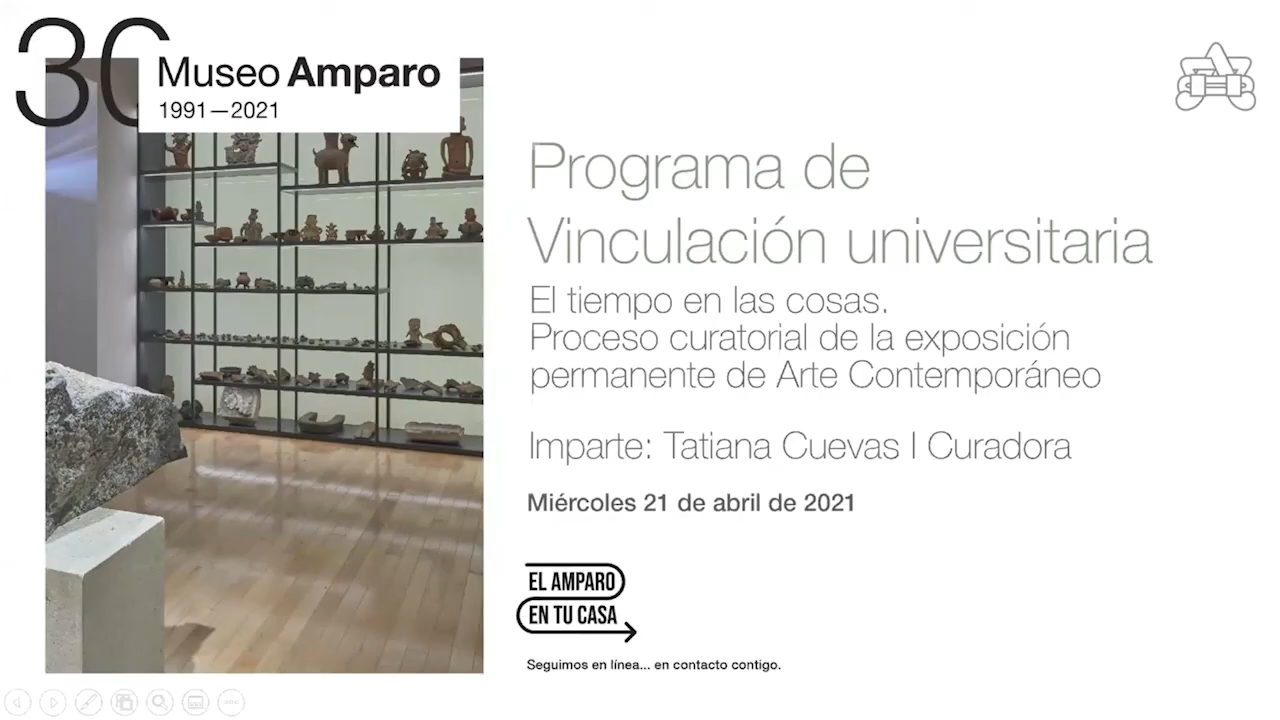 30
Museo Amparo
1991—2021
Programa de
Vinculación universitaria
El tiempo en las cosas.
Proceso curatorial de la exposición
permanente de Arte Contemporáneo
Imparte: Tatiana Cuevas I Curadora
Miércoles 21 de abril de 2021
EL AMPARO
EN TU CASA
Seguimos en línea... en contacto contigo.